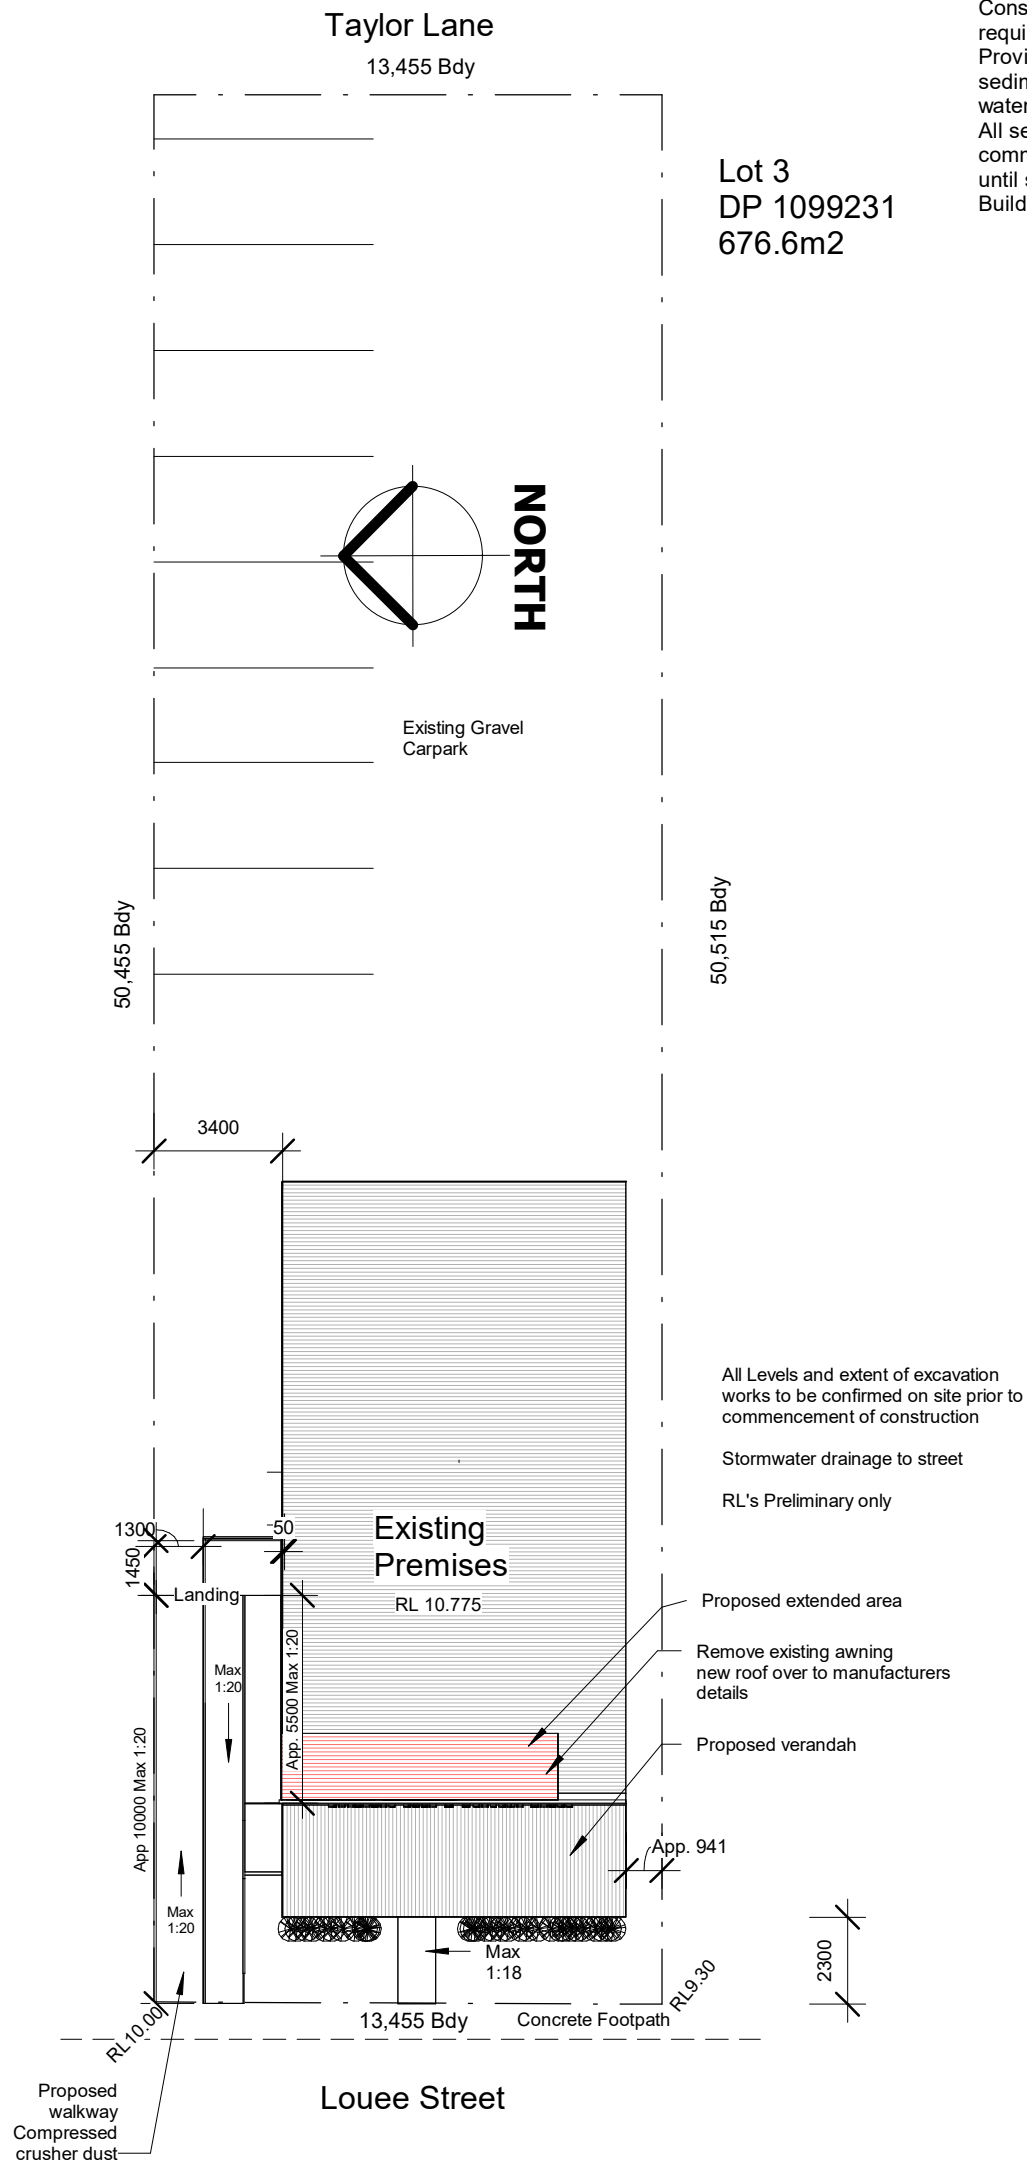 Taylor Lane
13,455 Bdy
Lot 3
DP 1099231
676.6m2
NORTH
Existing Gravel
Carpark
50,455 Bdy
50,515 Bdy
3400
All Levels and extent of excavation
works to be confirmed on site prior to
commencement of construction
Stormwater drainage to street
RL's Preliminary only
1300
50
1450
Existing
Premises
RL 10.775
Landing
Proposed extended area
Remove existing awning
new roof over to manufacturers
details
Proposed verandah
Max
1:20
App. 5500 Max 1:20
App 10000 Max 1:20
App. 941
Max
1:20
Max
1:18
2300
RL9.30
RL10.00
13,455 Bdy
Concrete Footpath
Louee Street
Proposed
walkway
Compressed
crusher dust